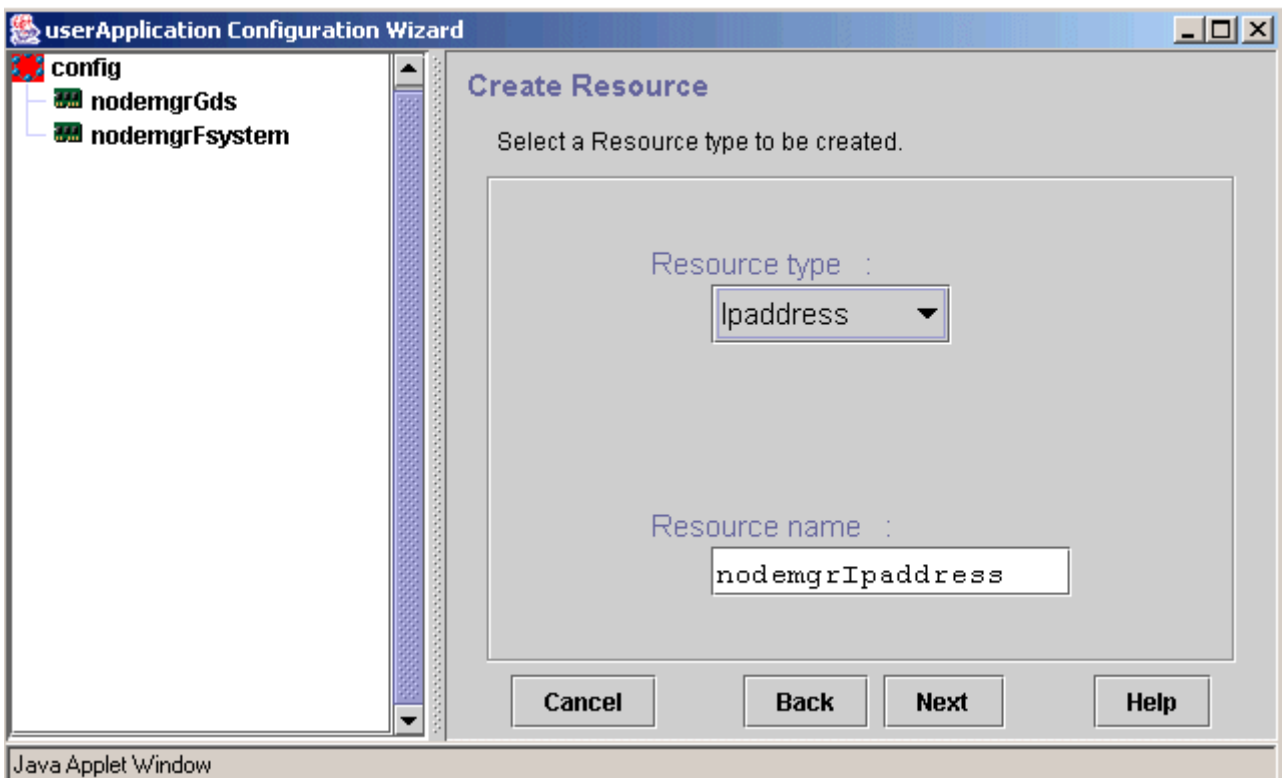 userApplication Configuration Wizard
config
nodemgrGds
nodemgrFsystem
Create Resource
Select a Resource type to be created.
Resource type :
Ipaddress
Resource name :
nodemgrIpaddress
Cancel
Back
Next
Help
Java Applet Window